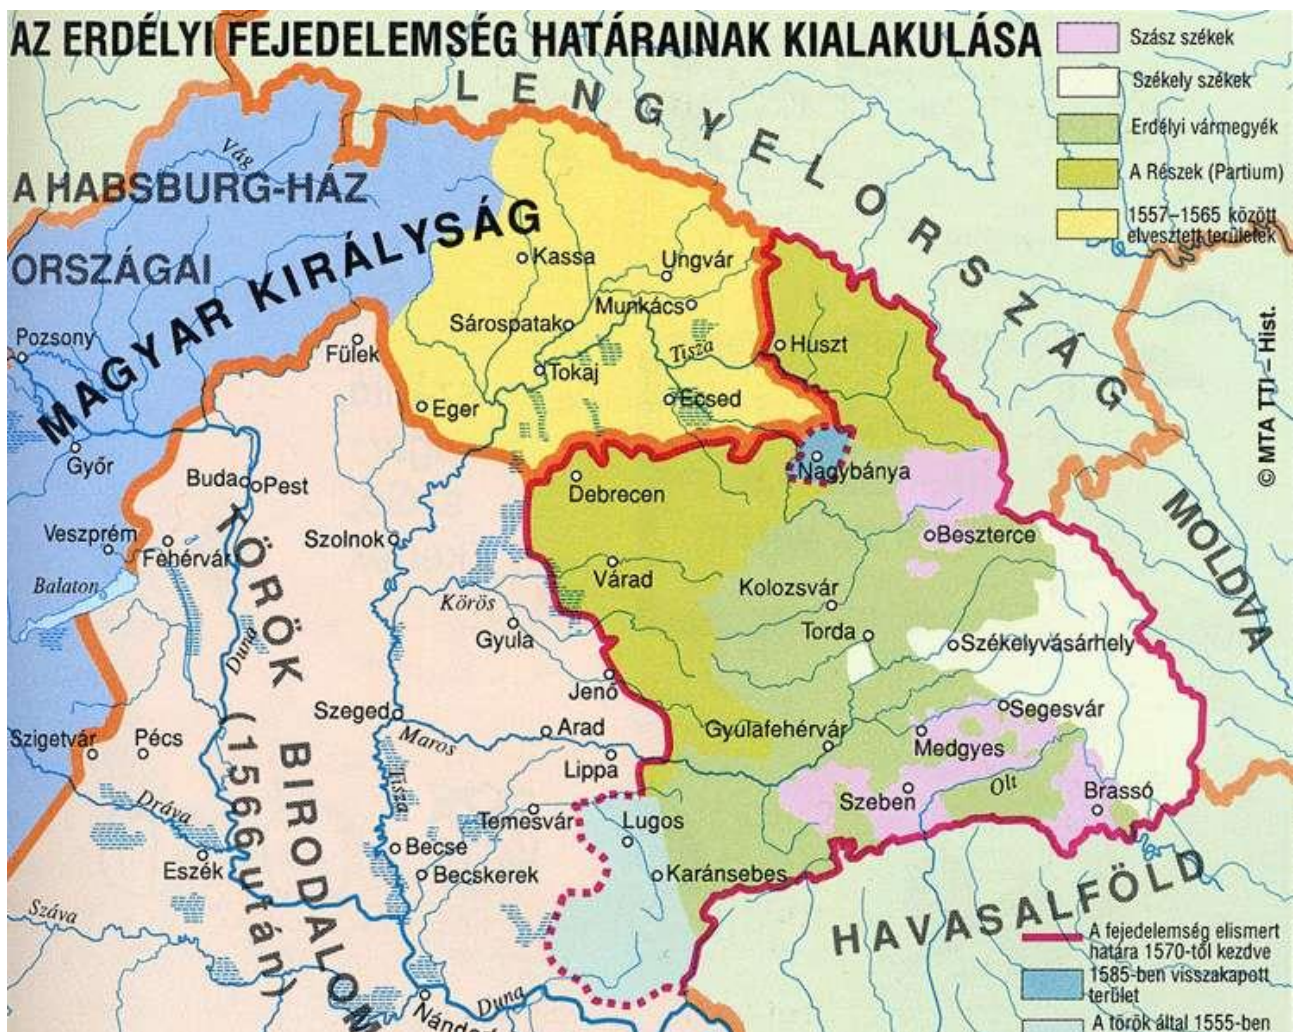 AZ ERDÉLYI FEJEDELEMSÉG HATÁRAINAK KIALAKULÁSA
Szász székek
Székely székek
Erdélyi vármegyék
A Részek (Partium)
1557–1565 között
elvesztett területek
LENGYELORSZÁG
A HABSBURG-HÁZ
ORSZÁGAI
MAGYAR KIRÁLYSÁG
Vág
Kassa
Ungvár
Munkács
Sárospatak
Pozsony
Fülek
Tokaj
Tisza
Huszt
Eger
Ecsed
Győr
Buda
Pest
Debrecen
Nagybánya
© MTA TTI – Hist.
MOLDVA
Veszprém
Fehérvár
Szolnok
Beszterce
Balaton
Várad
Kolozsvár
Körös
Gyula
Torda
Székelyvásárhely
Duna
TÖRÖK BIRODALOM
(1566 után)
Jenő
Szeged
Maros
Arad
Gyulafehérvár
Segesvár
Medgyes
Szigetvár
Pécs
Lippa
Tisza
Szeben
Olt
Brassó
Dráva
Temesvár
Lugos
Eszék
Becse
Becskerek
Karánsebes
Száva
HAVASALFÖLD
A fejedelemség elismert
határa 1570-től kezdve
1585-ben visszakapott
terület
A török által 1555-ben
Duna